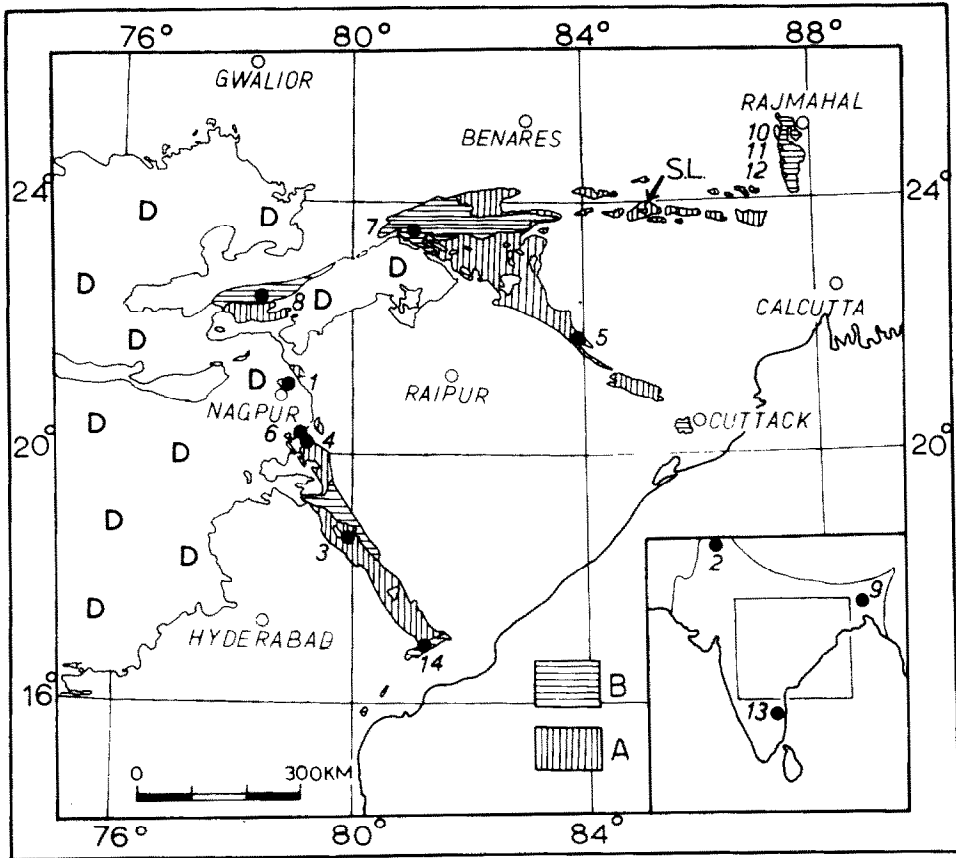 76° 80° 84° 88°
GWALIOR
RAJMAHAL
BENARES
10
11
12
S.L.
24° 24°
D
D
7
D
D
8
D
CALCUTTA
D
5
D
1
RAIPUR
NAGPUR
CUTTACK
D
6
4
20° 20°
D
D
3
2
D
9
D
HYDERABAD
14
B
16°
13
A
0 300KM
76° 80° 84° 88°